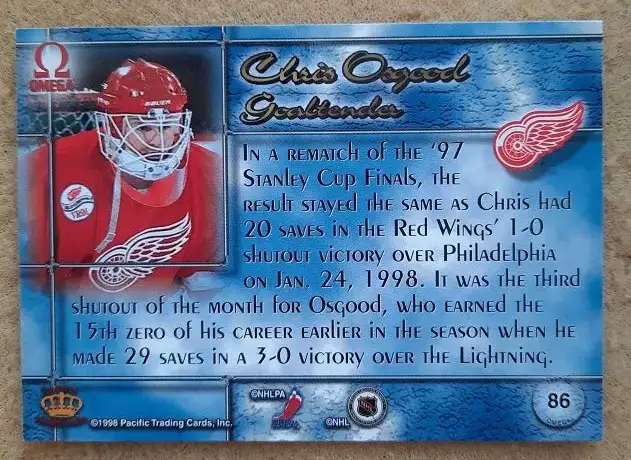 OMEGA
Chris Osgood
Goaltender
BAUER
In a rematch of the '97
Stanley Cup Finals, the
result stayed the same as Chris had
20 saves in the Red Wings' 1-0
shutout victory over Philadelphia
on Jan. 24, 1998. It was the third
shutout of the month for Osgood, who earned the
15th zero of his career earlier in the season when he
made 29 saves in a 3-0 victory over the Lightning.
©NHLPA
©1998 Pacific Trading Cards, Inc.
©NHL
NHL
86